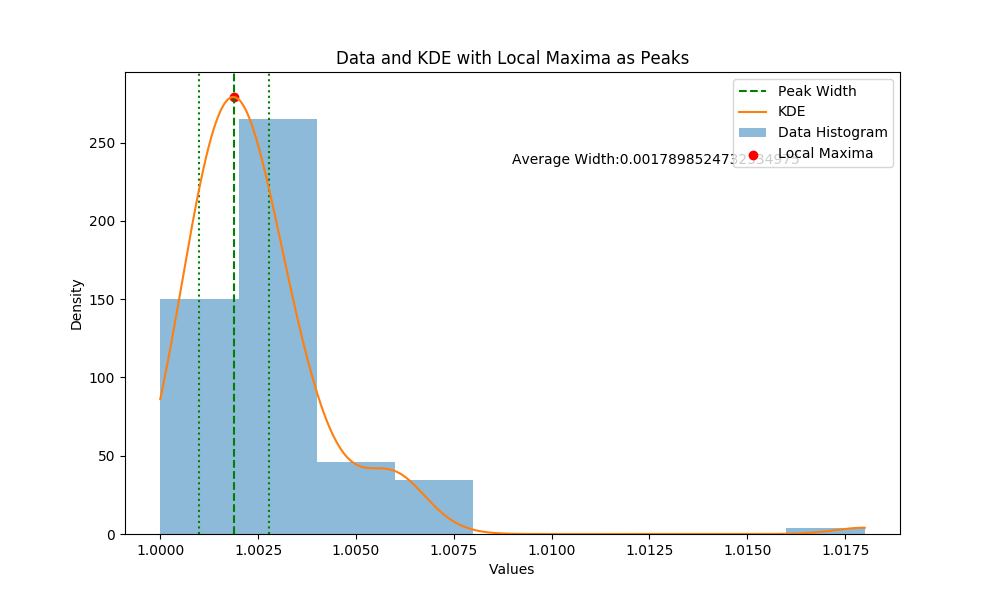 Data and KDE with Local Maxima as Peaks
Peak Width
KDE
Data Histogram
Local Maxima
Average Width:0.0017898524732
Density
250
200
150
100
50
0
1.0000
1.0025
1.0050
1.0075
1.0100
1.0125
1.0150
1.0175
Values